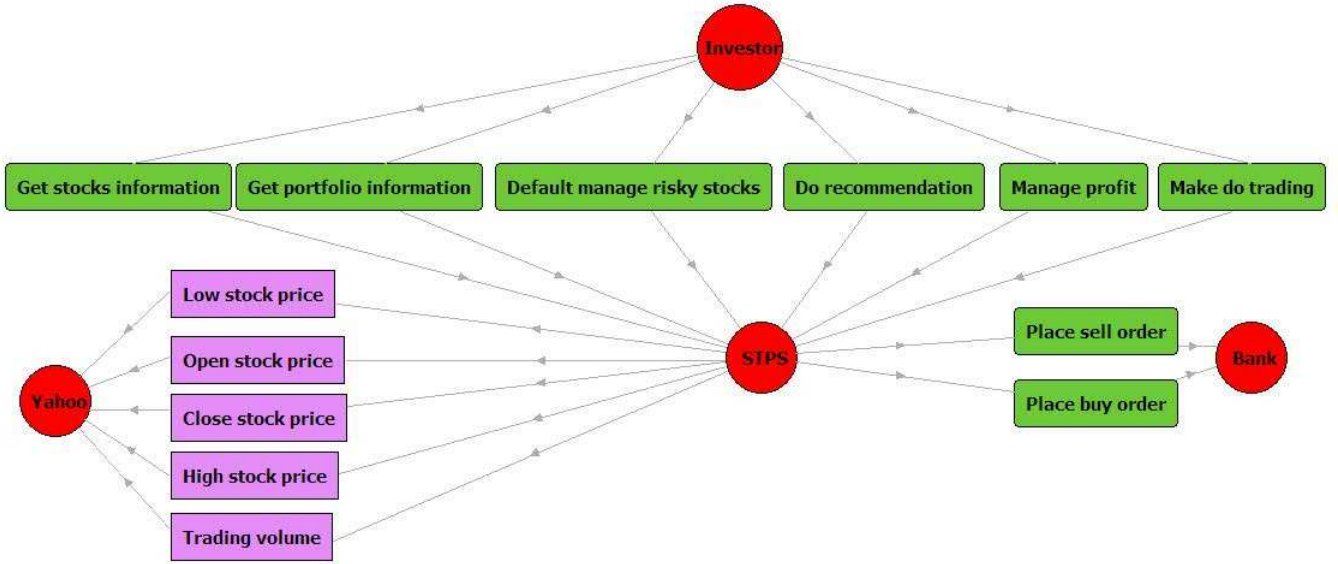 Investor
Get stocks information
Get portfolio information
Default manage risky stocks
Do recommendation
Manage profit
Make do trading
Low stock price
Open stock price
Close stock price
High stock price
Trading volume
Yahoo
STPS
Place sell order
Place buy order
Bank